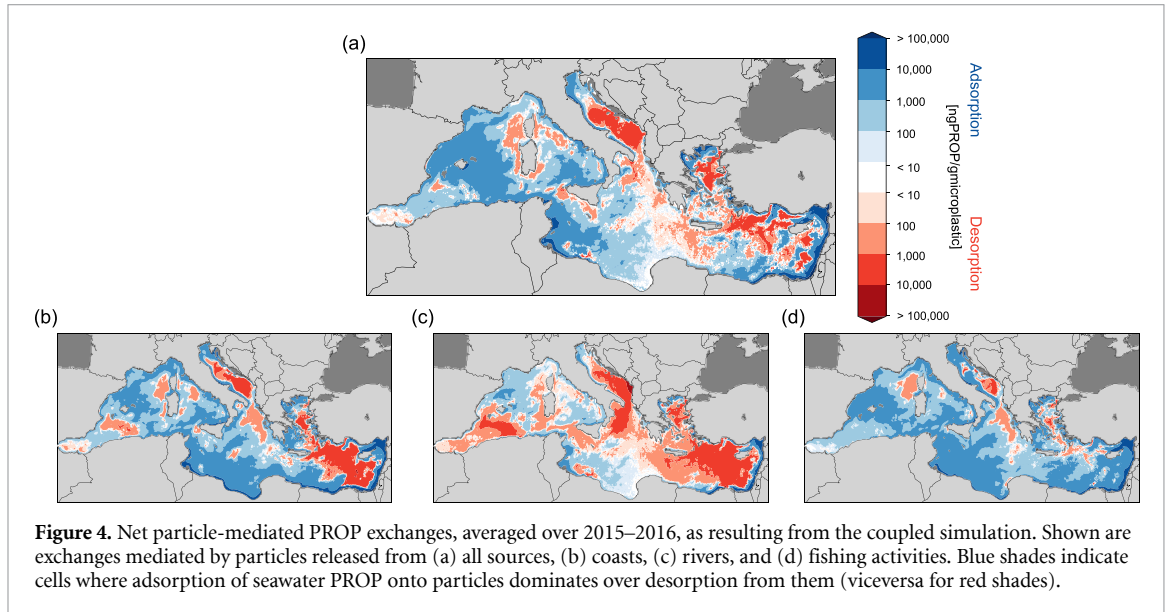 (a)
> 100,000
10,000
1,000
100
< 10
< 10
100
1,000
10,000
> 100,000
Adsorption
[ngPROP/gmicroplastic]
Desorption
(b)
(c)
(d)
Figure 4. Net particle-mediated PROP exchanges, averaged over 2015–2016, as resulting from the coupled simulation. Shown are
exchanges mediated by particles released from (a) all sources, (b) coasts, (c) rivers, and (d) fishing activities. Blue shades indicate
cells where adsorption of seawater PROP onto particles dominates over desorption from them (viceversa for red shades).